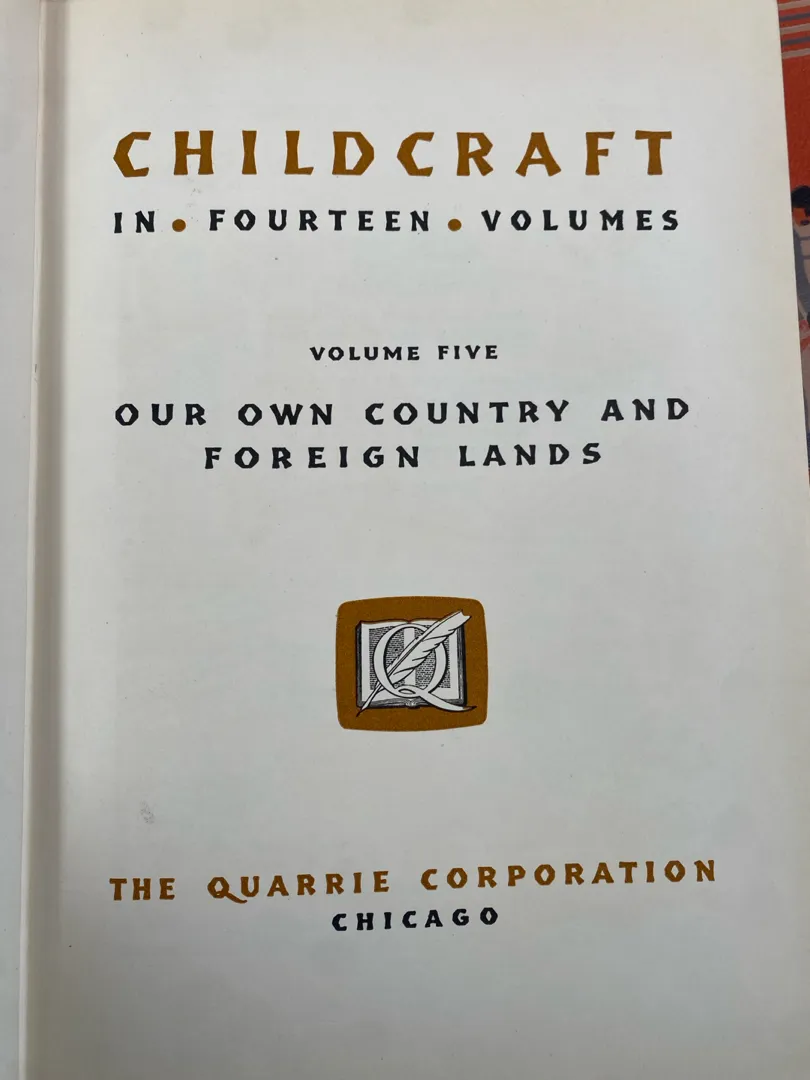 CHILDCRAFT
IN • FOURTEEN • VOLUMES
VOLUME FIVE
OUR OWN COUNTRY AND
FOREIGN LANDS
Q
THE QUARRIE CORPORATION
CHICAGO